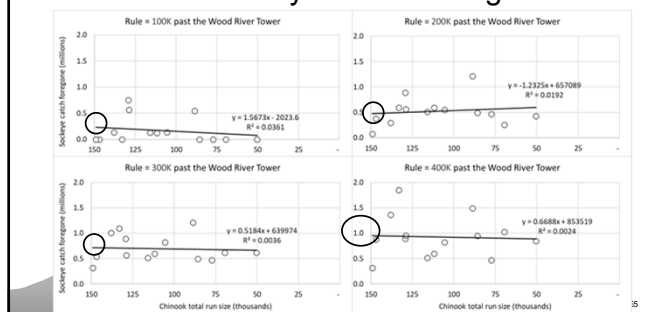 Rule = 100K past the Wood River Tower
Sockeye catch foregone (millions)
2.0
1.5
1.0
0.5
0.0
y = 1.5673x - 2023.6
R² = 0.0361
150 125 100 75 50 25 -
Rule = 200K past the Wood River Tower
2.0
1.5
1.0
0.5
0.0
y = -1.2325x + 657089
R² = 0.0192
150 125 100 75 50 25 -
Rule = 300K past the Wood River Tower
Sockeye catch foregone (millions)
2.0
1.5
1.0
0.5
0.0
y = 0.5184x + 639974
R² = 0.0036
150 125 100 75 50 25 -
Chinook total run size (thousands)
Rule = 400K past the Wood River Tower
2.0
1.5
1.0
0.5
0.0
y = 0.6688x + 853519
R² = 0.0024
150 125 100 75 50 25 -
Chinook total run size (thousands)